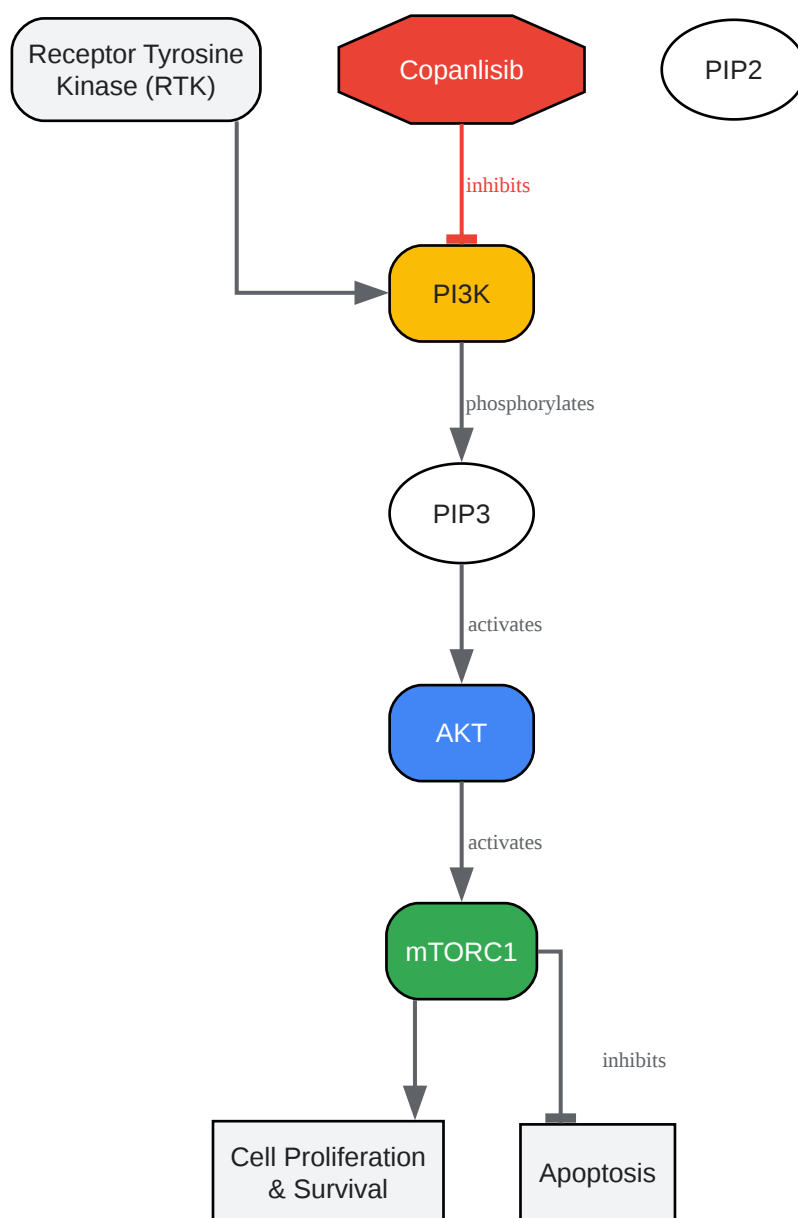 Receptor Tyrosine
Kinase (RTK)
Copanlisib
PIP2
inhibits
PI3K
phosphorylates
PIP3
activates
AKT
activates
mTORC1
inhibits
Cell Proliferation
& Survival
Apoptosis